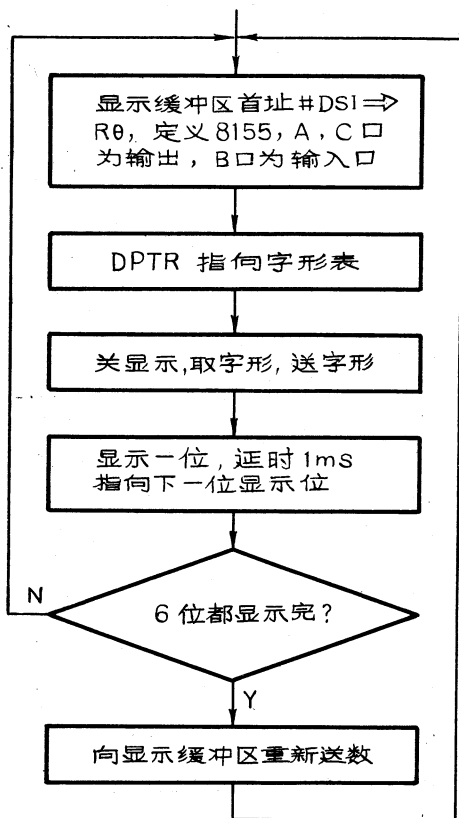 显示缓冲区首址#DSI⇒
Rθ, 定义8155, A, C口
为输出, B口为输入口
DPTR 指向字形表
关显示,取字形, 送字形
显示一位, 延时1ms
指向下一位显示位
N
6位都显示完?
Y
向显示缓冲区重新送数